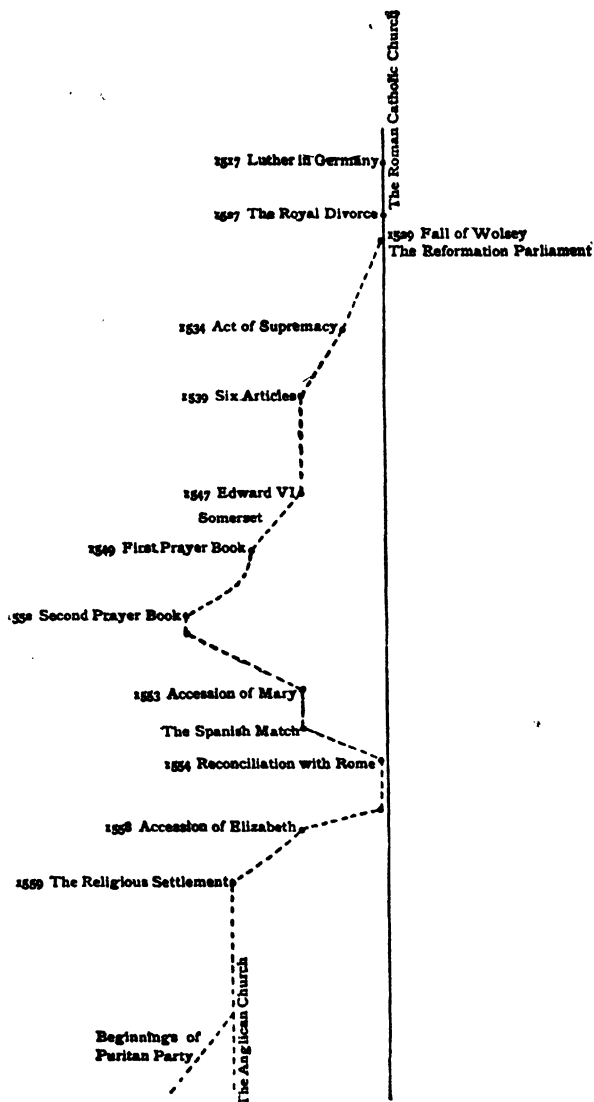 The Roman Catholic Church
1517 Luther in Germany
1527 The Royal Divorce
1529 Fall of Wolsey
The Reformation Parliament
1534 Act of Supremacy
1539 Six Articles
1547 Edward VI
Somerset
1549 First Prayer Book
1552 Second Prayer Book
1553 Accession of Mary
The Spanish Match
1554 Reconciliation with Rome
1558 Accession of Elizabeth
1559 The Religious Settlement
The Anglican Church
Beginnings of
Puritan Party